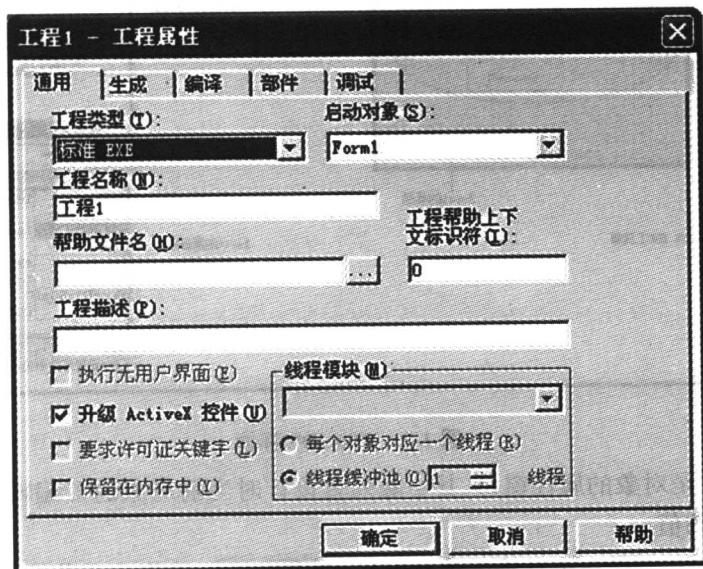 工程1 - 工程属性
通用 生成 编译 部件 调试
工程类型(T): 启动对象(S):
标准 EXE Form1
工程名称(N):
工程1
工程帮助上下
文标识符(I):
帮助文件名(H):
... 0
工程描述(P):
执行无用户界面(E) 线程模块(M)
升级 ActiveX 控件(U)
要求许可证关键字(L) 每个对象对应一个线程(R)
保留在内存中(Y) 线程缓冲池(O) 1 线程
确定 取消 帮助